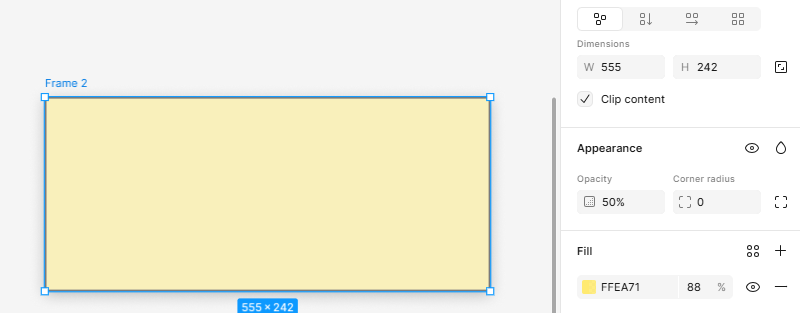 Frame 2
555 × 242
Dimensions
W 555 H 242
Clip content
Appearance
Opacity Corner radius
50% 0
Fill
FFEA71 88 %